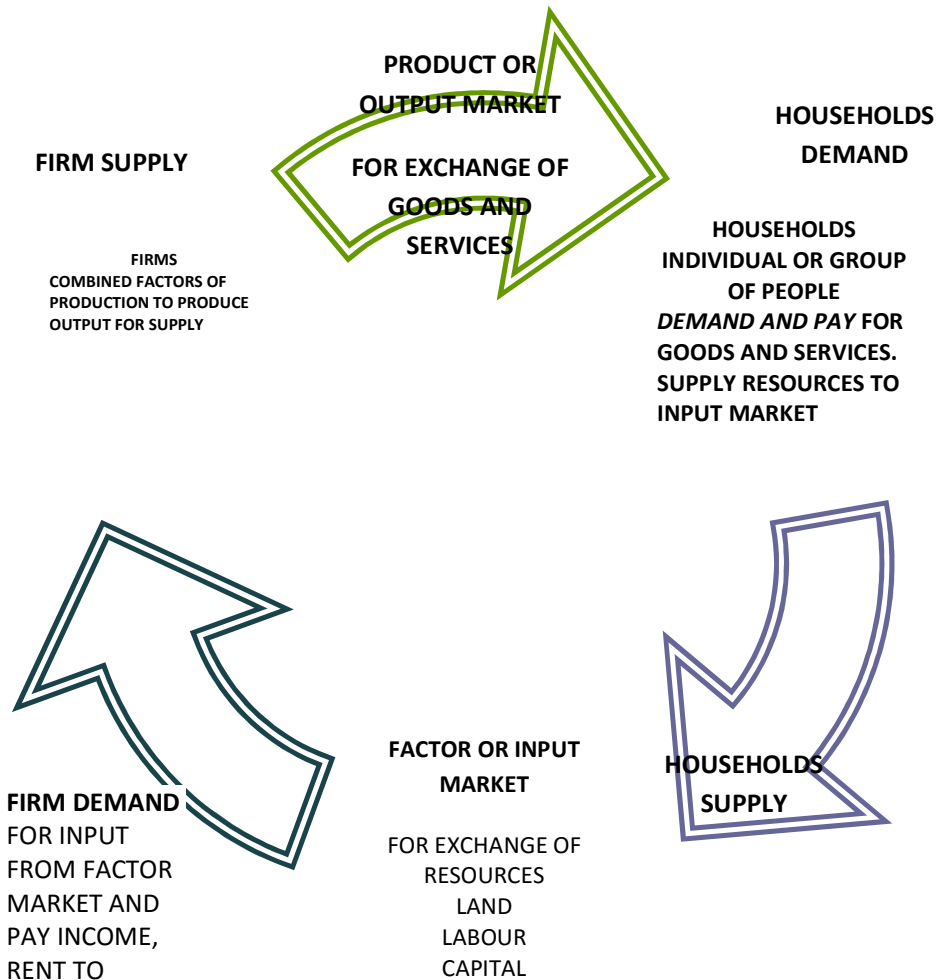 PRODUCT OR
OUTPUT MARKET
FOR EXCHANGE OF
GOODS AND
SERVICES
HOUSEHOLDS
DEMAND
FIRM SUPPLY
FIRMS
COMBINED FACTORS OF
PRODUCTION TO PRODUCE
OUTPUT FOR SUPPLY
HOUSEHOLDS
INDIVIDUAL OR GROUP
OF PEOPLE
DEMAND AND PAY FOR
GOODS AND SERVICES.
SUPPLY RESOURCES TO
INPUT MARKET
FACTOR OR INPUT
MARKET
FOR EXCHANGE OF
RESOURCES
LAND
LABOUR
CAPITAL
HOUSEHOLDS
SUPPLY
FIRM DEMAND
FOR INPUT
FROM FACTOR
MARKET AND
PAY INCOME,
RENT TO